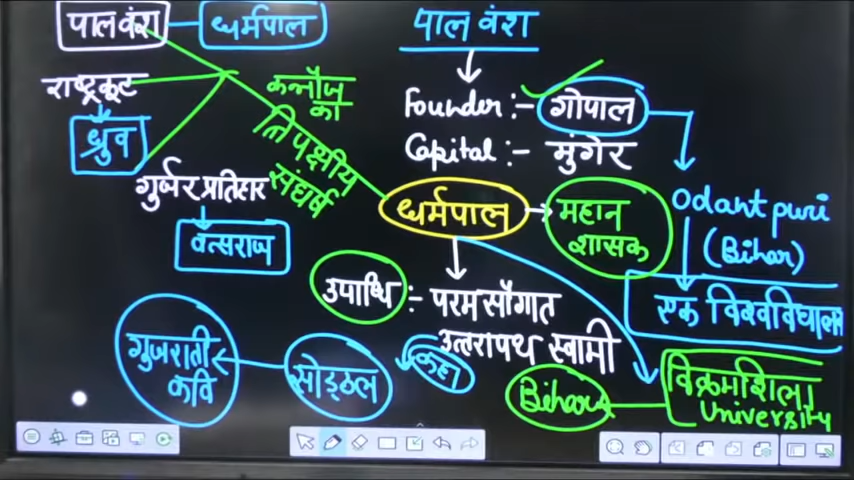 पाल वंश
धर्मपाल
राष्ट्रकूट
ध्रुव
गुर्जर प्रतिहार
वत्सराज
कन्नौज
का
त्रिपक्षीय
संघर्ष
पाल वंश
Founder :- गोपाल
Capital :- मुंगेर
Odantpuri
(Bihar)
एक विश्वविघालय
धर्मपाल
महान
शासक
उपाधि :- परमसौगात
उत्तरापथ स्वामी
कहा
सोड्ठल
गुजराती
कवि
विक्रमशिला
University
Bihar